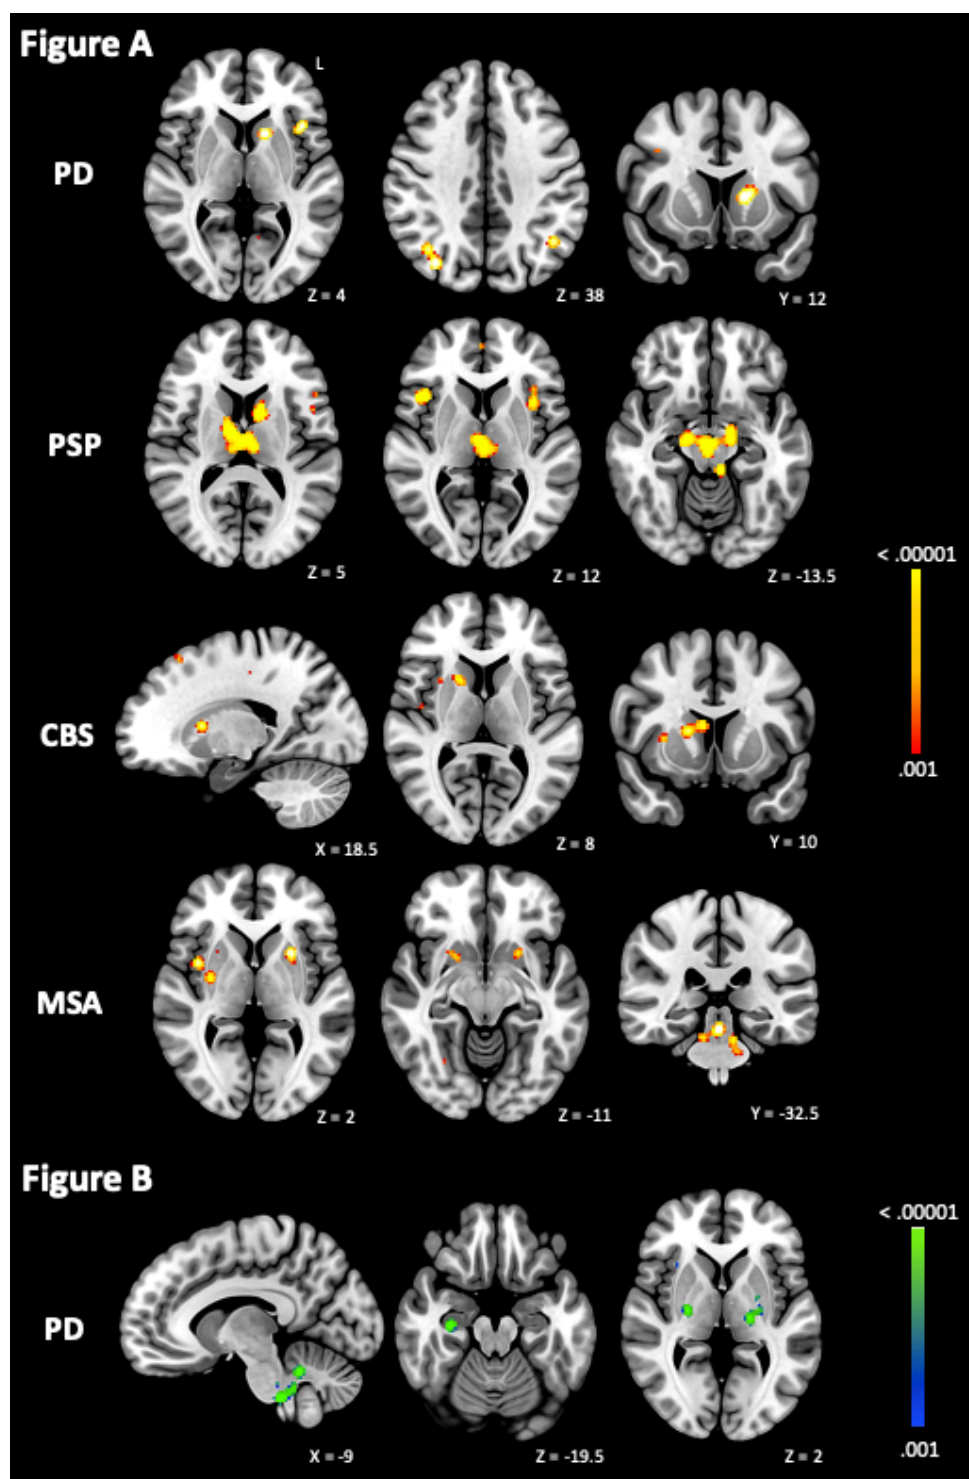 Figure A
L
PD
Z = 4
Z = 38
Y = 12
PSP
Z = 5
Z = 12
Z = -13.5
< .00001
.001
CBS
X = 18.5
Z = 8
Y = 10
MSA
Z = 2
Z = -11
Y = -32.5
Figure B
< .00001
PD
.001
X = -9
Z = -19.5
Z = 2